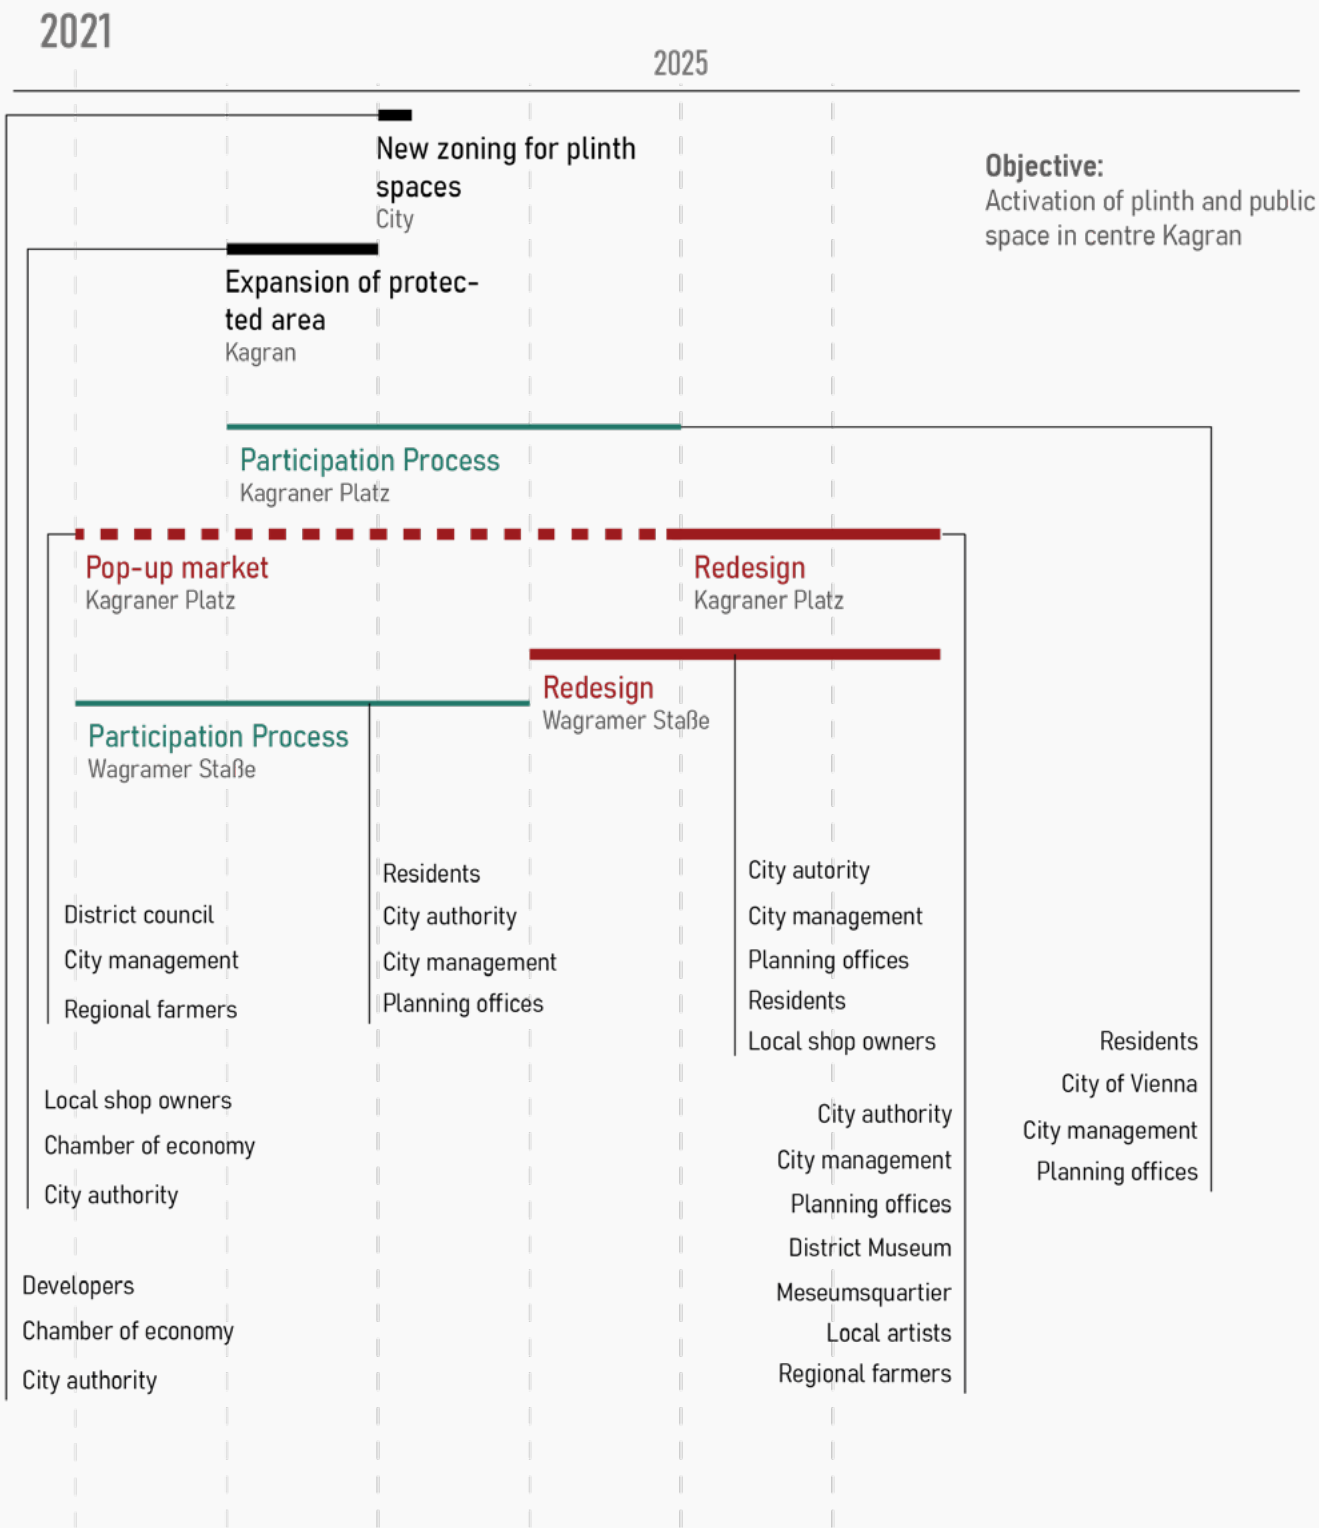 2021
2025
New zoning for plinth
spaces
City
Objective:
Activation of plinth and public
space in centre Kagran
Expansion of protec-
ted area
Kagran
Participation Process
Kagraner Platz
Pop-up market
Kagraner Platz
Redesign
Kagraner Platz
Redesign
Wagramer Staße
Participation Process
Wagramer Staße
District council
City management
Regional farmers
Residents
City authority
City management
Planning offices
City autority
City management
Planning offices
Residents
Local shop owners
Residents
City of Vienna
City management
Planning offices
Local shop owners
Chamber of economy
City authority
City authority
City management
Planning offices
District Museum
Meseumsquartier
Local artists
Regional farmers
Developers
Chamber of economy
City authority